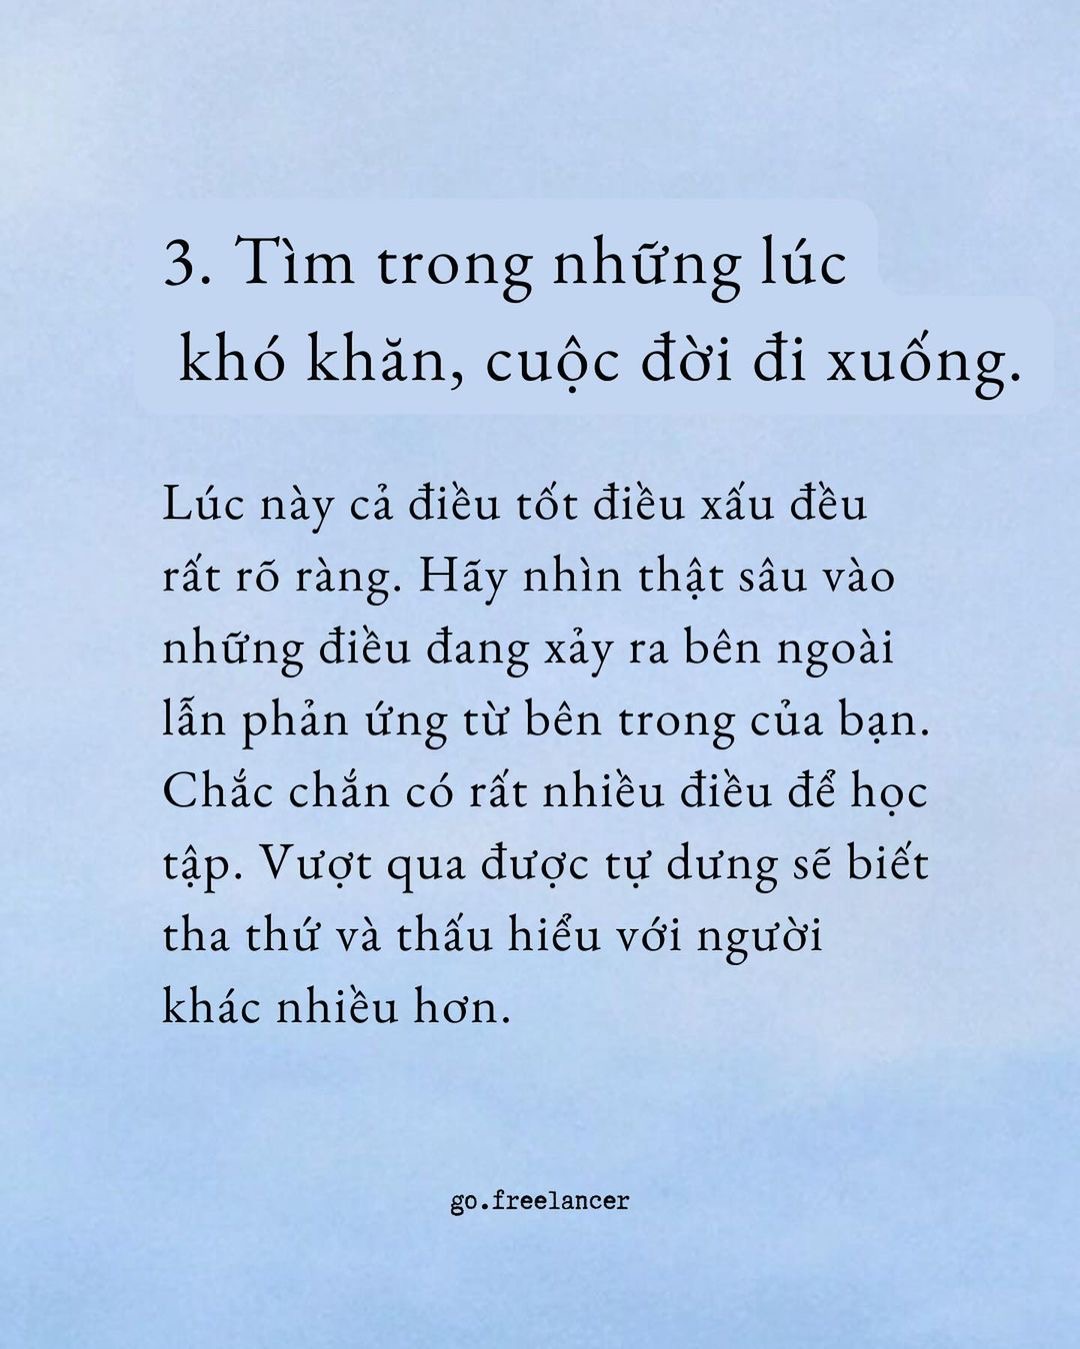 3. Tìm trong những lúc
khó khăn, cuộc đời đi xuống.
Lúc này cả điều tốt điều xấu đều
rất rõ ràng. Hãy nhìn thật sâu vào
những điều đang xảy ra bên ngoài
lẫn phản ứng từ bên trong của bạn.
Chắc chắn có rất nhiều điều để học
tập. Vượt qua được tự dưng sẽ biết
tha thứ và thấu hiểu với người
khác nhiều hơn.
go.freelancer